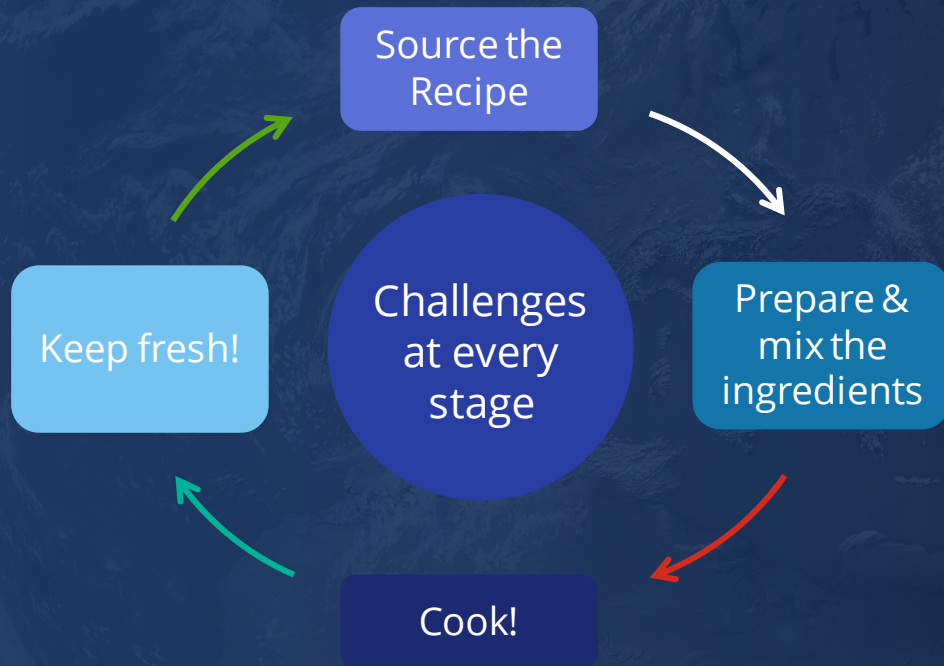 Source the
Recipe
Prepare &
mix the
ingredients
Cook!
Keep fresh!
Challenges
at every
stage